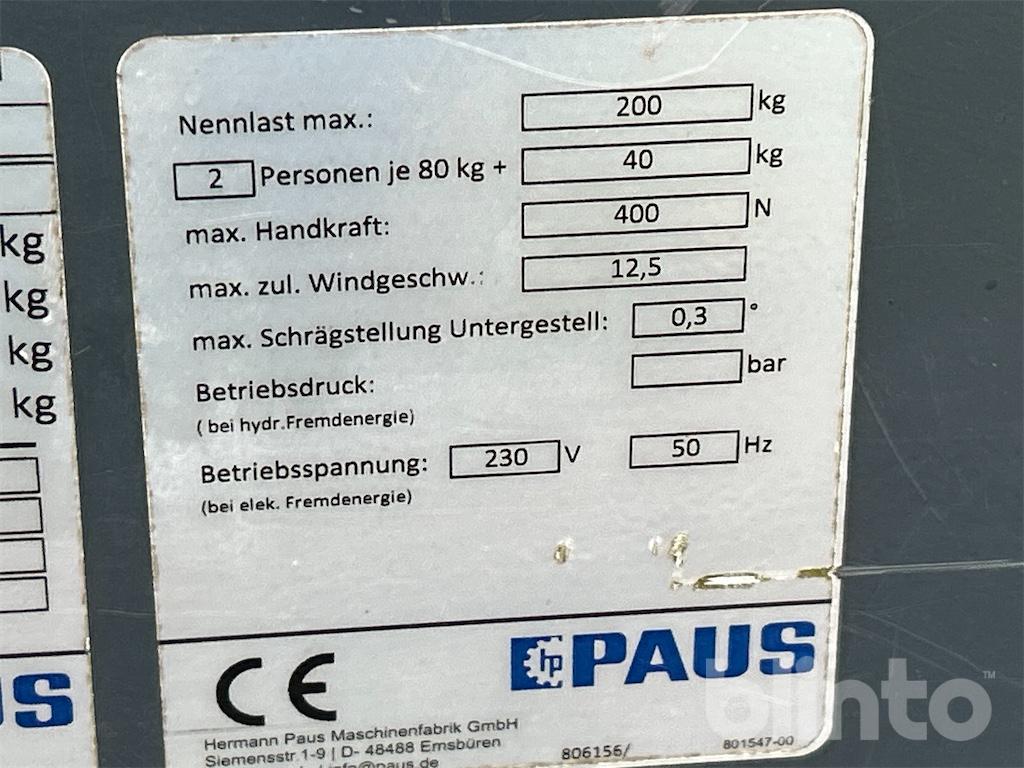 Nennlast max.: 200 kg
2 Personen je 80 kg + 40 kg
max. Handkraft: 400 N
max. zul. Windgeschw.: 12,5
max. Schrägstellung Untergestell: 0,3 °
Betriebsdruck: bar
( bei hydr.Fremdenergie)
Betriebsspannung: 230 V 50 Hz
(bei elek. Fremdenergie)
kg
kg
kg
kg
CE hp PAUS
Hermann Paus Maschinenfabrik GmbH
Siemensstr. 1-9 | D- 48488 Emsbüren
806156/ 801547-00
US
blinto™